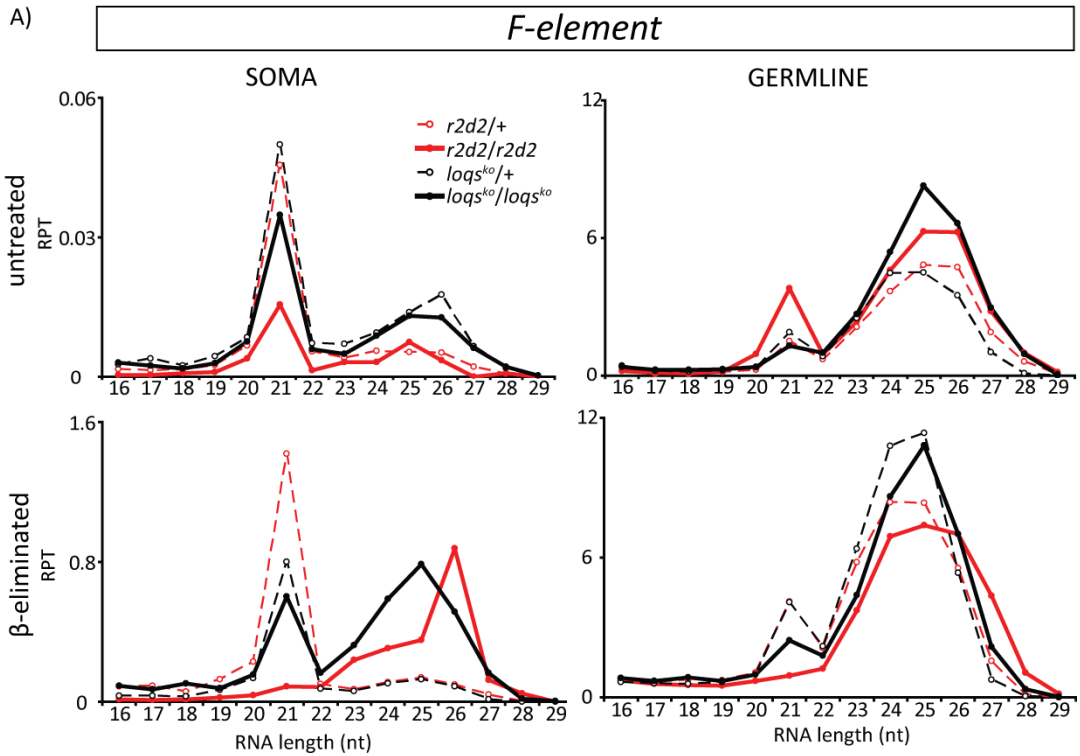 A)
F-element
SOMA
GERMLINE
untreated
RPT
0.06
0.03
0
r2d2/+
r2d2/r2d2
loqsko/+
loqsko/loqsko
16 17 18 19 20 21 22 23 24 25 26 27 28 29
12
6
0
16 17 18 19 20 21 22 23 24 25 26 27 28 29
β-eliminated
RPT
1.6
0.8
0
16 17 18 19 20 21 22 23 24 25 26 27 28 29
RNA length (nt)
12
6
0
16 17 18 19 20 21 22 23 24 25 26 27 28 29
RNA length (nt)